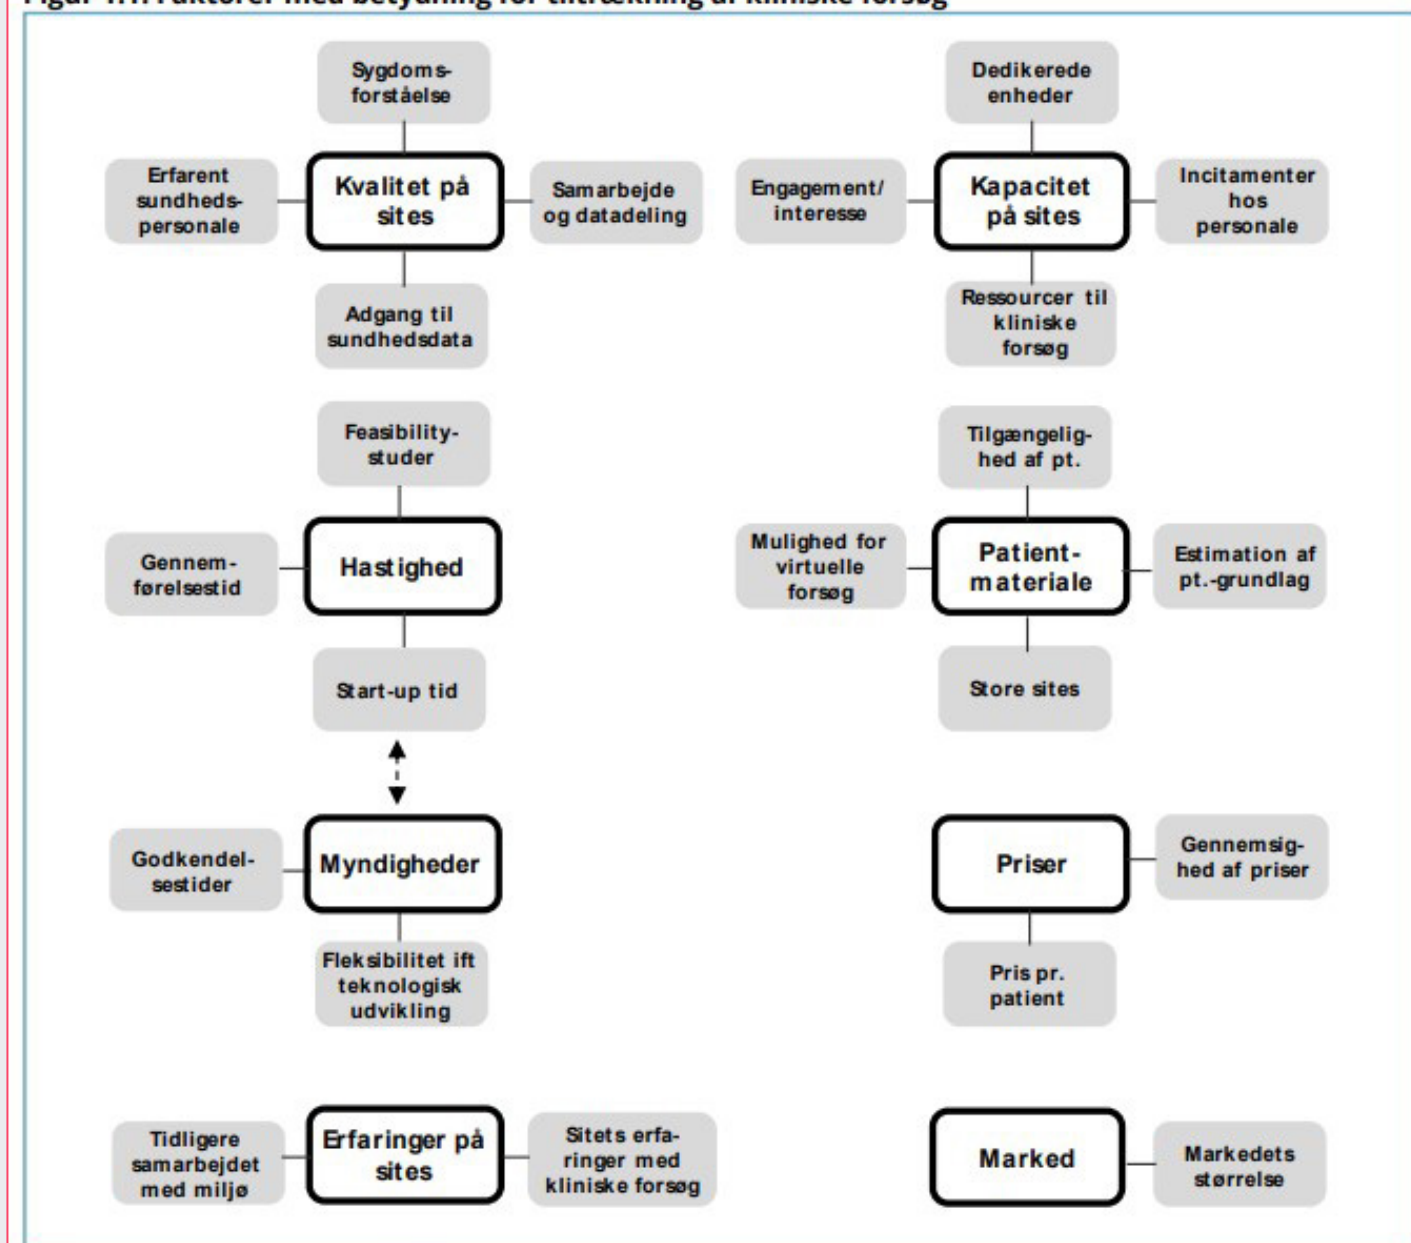 Sygdoms-
forståelse
Erfarent
sundheds-
personale
Kvalitet på
sites
Samarbejde
og datadeling
Adgang til
sundhedsdata
Dedikerede
enheder
Engagement/
interesse
Kapacitet
på sites
Incitamenter
hos
personale
Ressourcer til
kliniske
forsøg
Feasibility-
studer
Gennem-
førelsestid
Hastighed
Start-up tid
Tilgængelig-
hed af pt.
Mulighed for
virtuelle
forsøg
Patient-
materiale
Estimation af
pt.-grundlag
Store sites
Godkendel-
sestider
Myndigheder
Fleksibilitet ift
teknologisk
udvikling
Priser
Gennemsig-
hed af priser
Pris pr.
patient
Tidligere
samarbejdet
med miljø
Erfaringer på
sites
Sitets erfa-
ringer med
kliniske forsøg
Marked
Markedets
størrelse